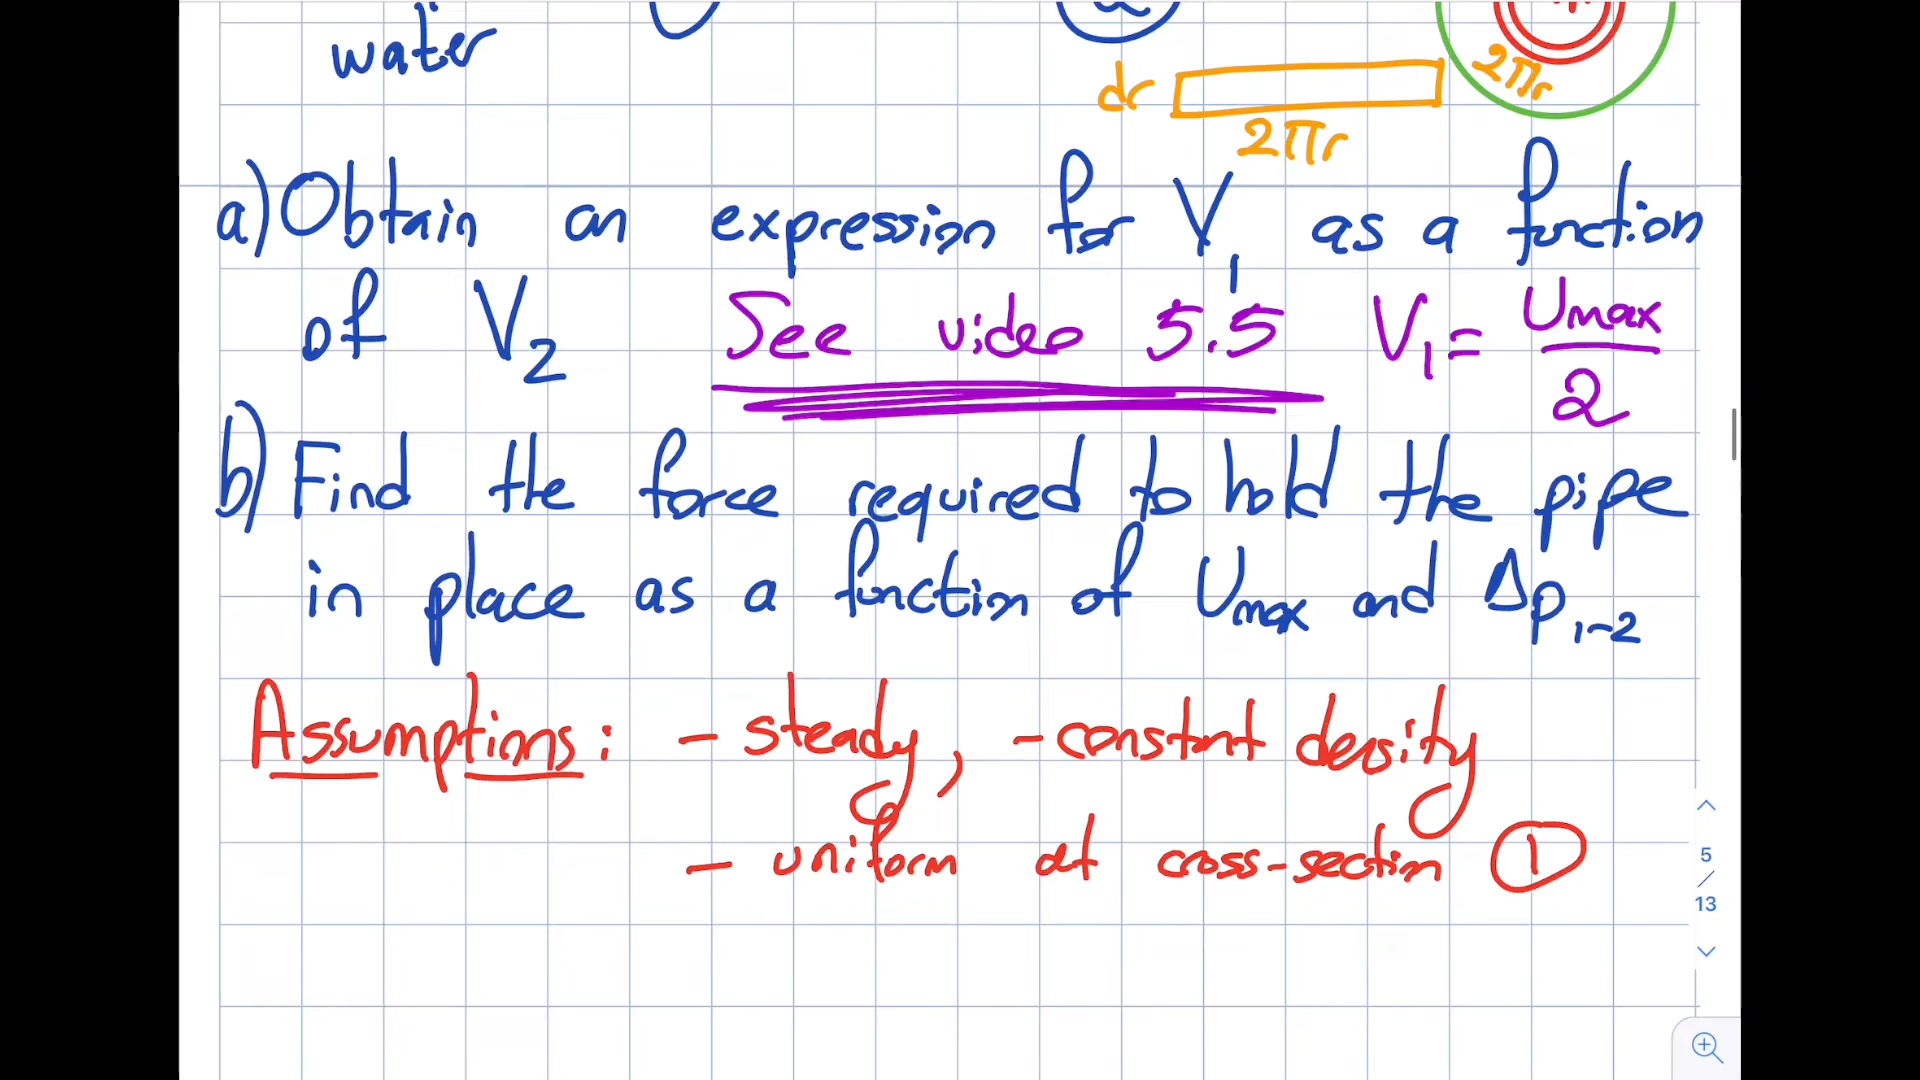 water
dr
2πr
2πr
a) Obtain an expression for V₁ as a function
of V₂ See video 5.5 V₁ = Umax / 2
b) Find the force required to hold the pipe
in place as a function of Umax and Δp₁₋₂
Assumptions: - steady, - constant density
- uniform at cross-section ①
5
/
13